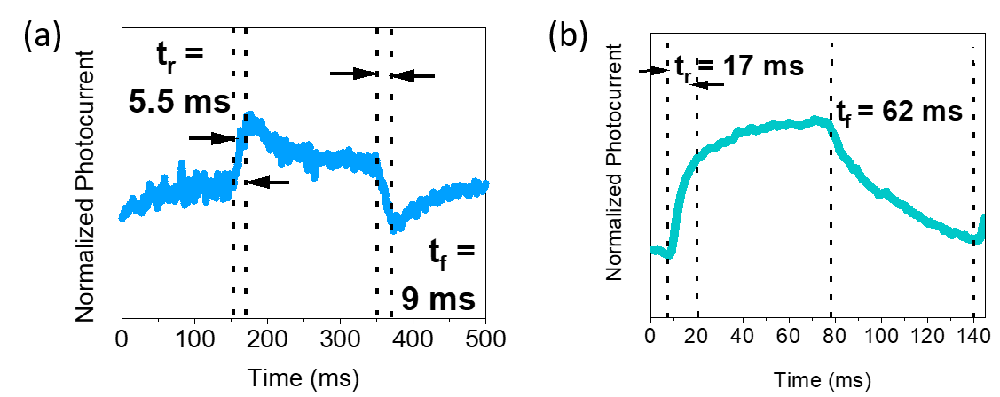 (a)
Normalized Photocurrent
tr =
5.5 ms
tf =
9 ms
0 100 200 300 400 500
Time (ms)
(b)
Normalized Photocurrent
tr = 17 ms
tf = 62 ms
0 20 40 60 80 100 120 140
Time (ms)